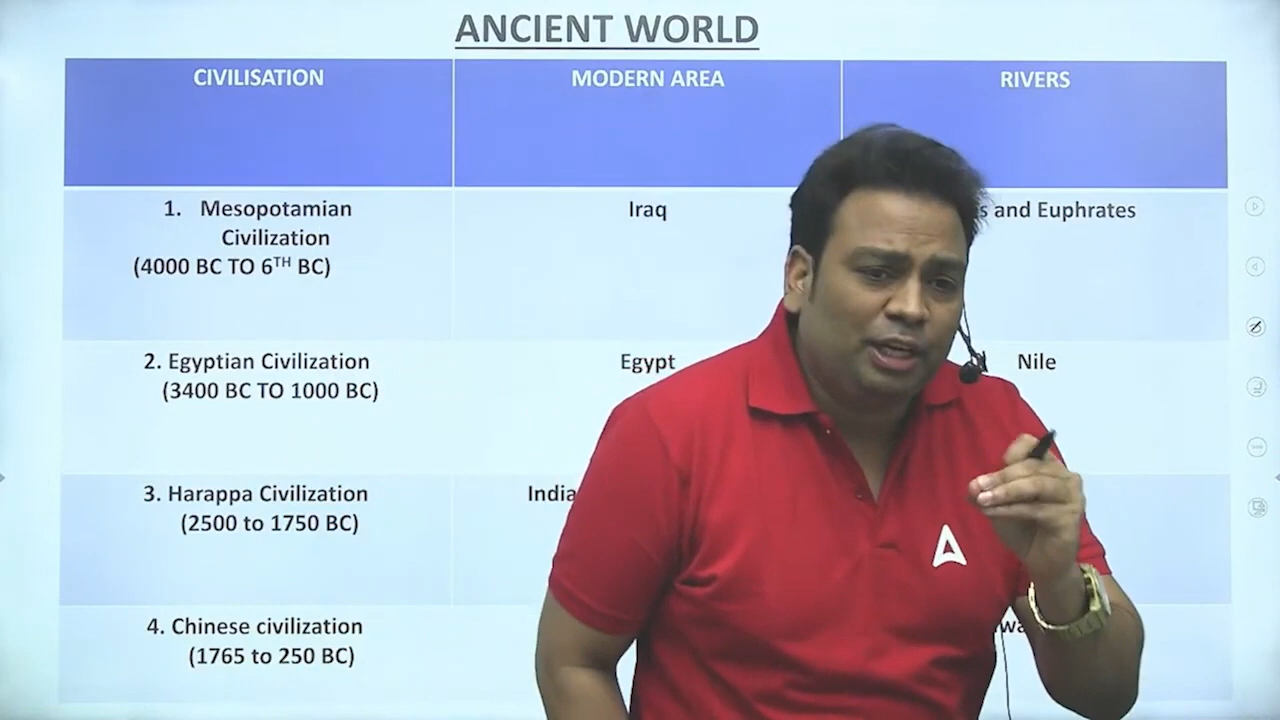 ANCIENT WORLD
CIVILISATION
MODERN AREA
RIVERS
1. Mesopotamian
Civilization
(4000 BC TO 6TH BC)
Iraq
and Euphrates
2. Egyptian Civilization
(3400 BC TO 1000 BC)
Egypt
Nile
3. Harappa Civilization
(2500 to 1750 BC)
India
4. Chinese civilization
(1765 to 250 BC)